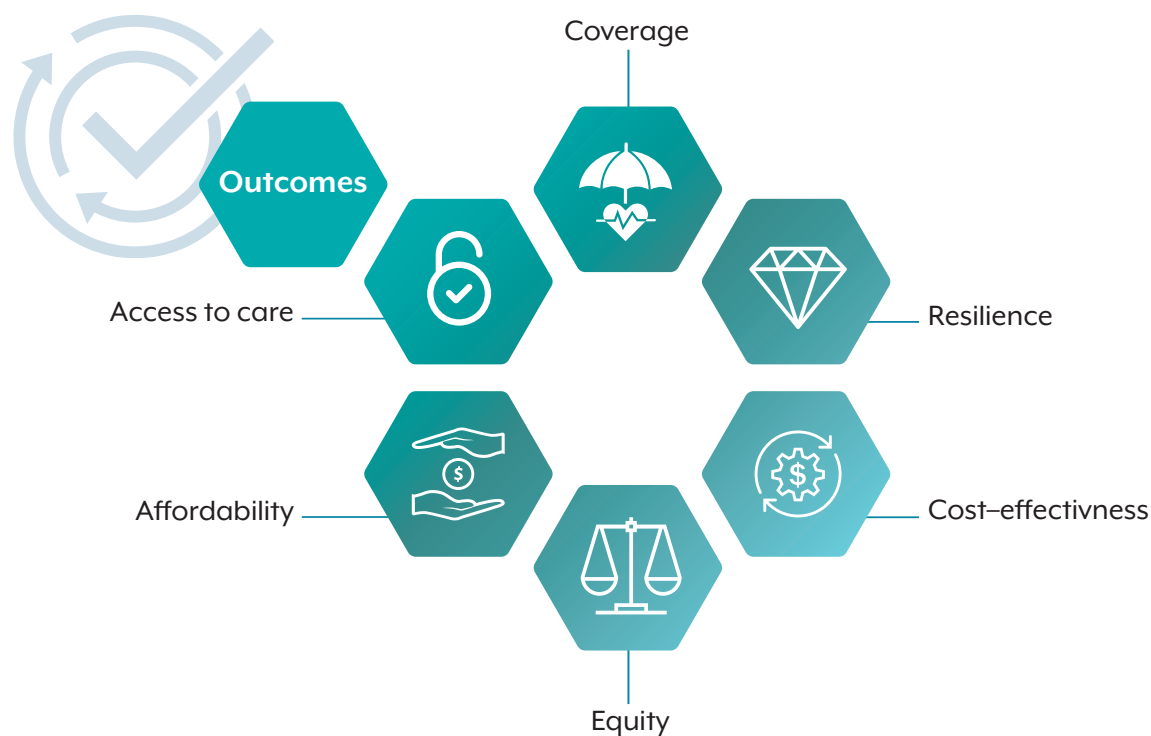 Coverage
Outcomes
Access to care
Resilience
$
Affordability
$
Cost–effectivness
Equity